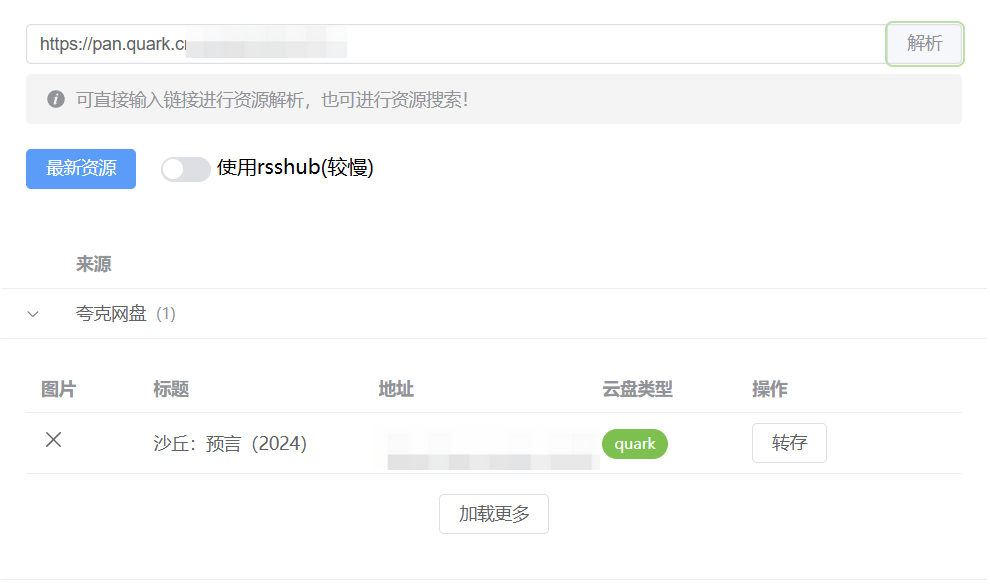 https://pan.quark.c
解析
可直接输入链接进行资源解析，也可进行资源搜索！
最新资源 使用rsshub(较慢)
来源
夸克网盘 (1)
图片 标题 地址 云盘类型 操作
沙丘：预言（2024） quark 转存
加载更多